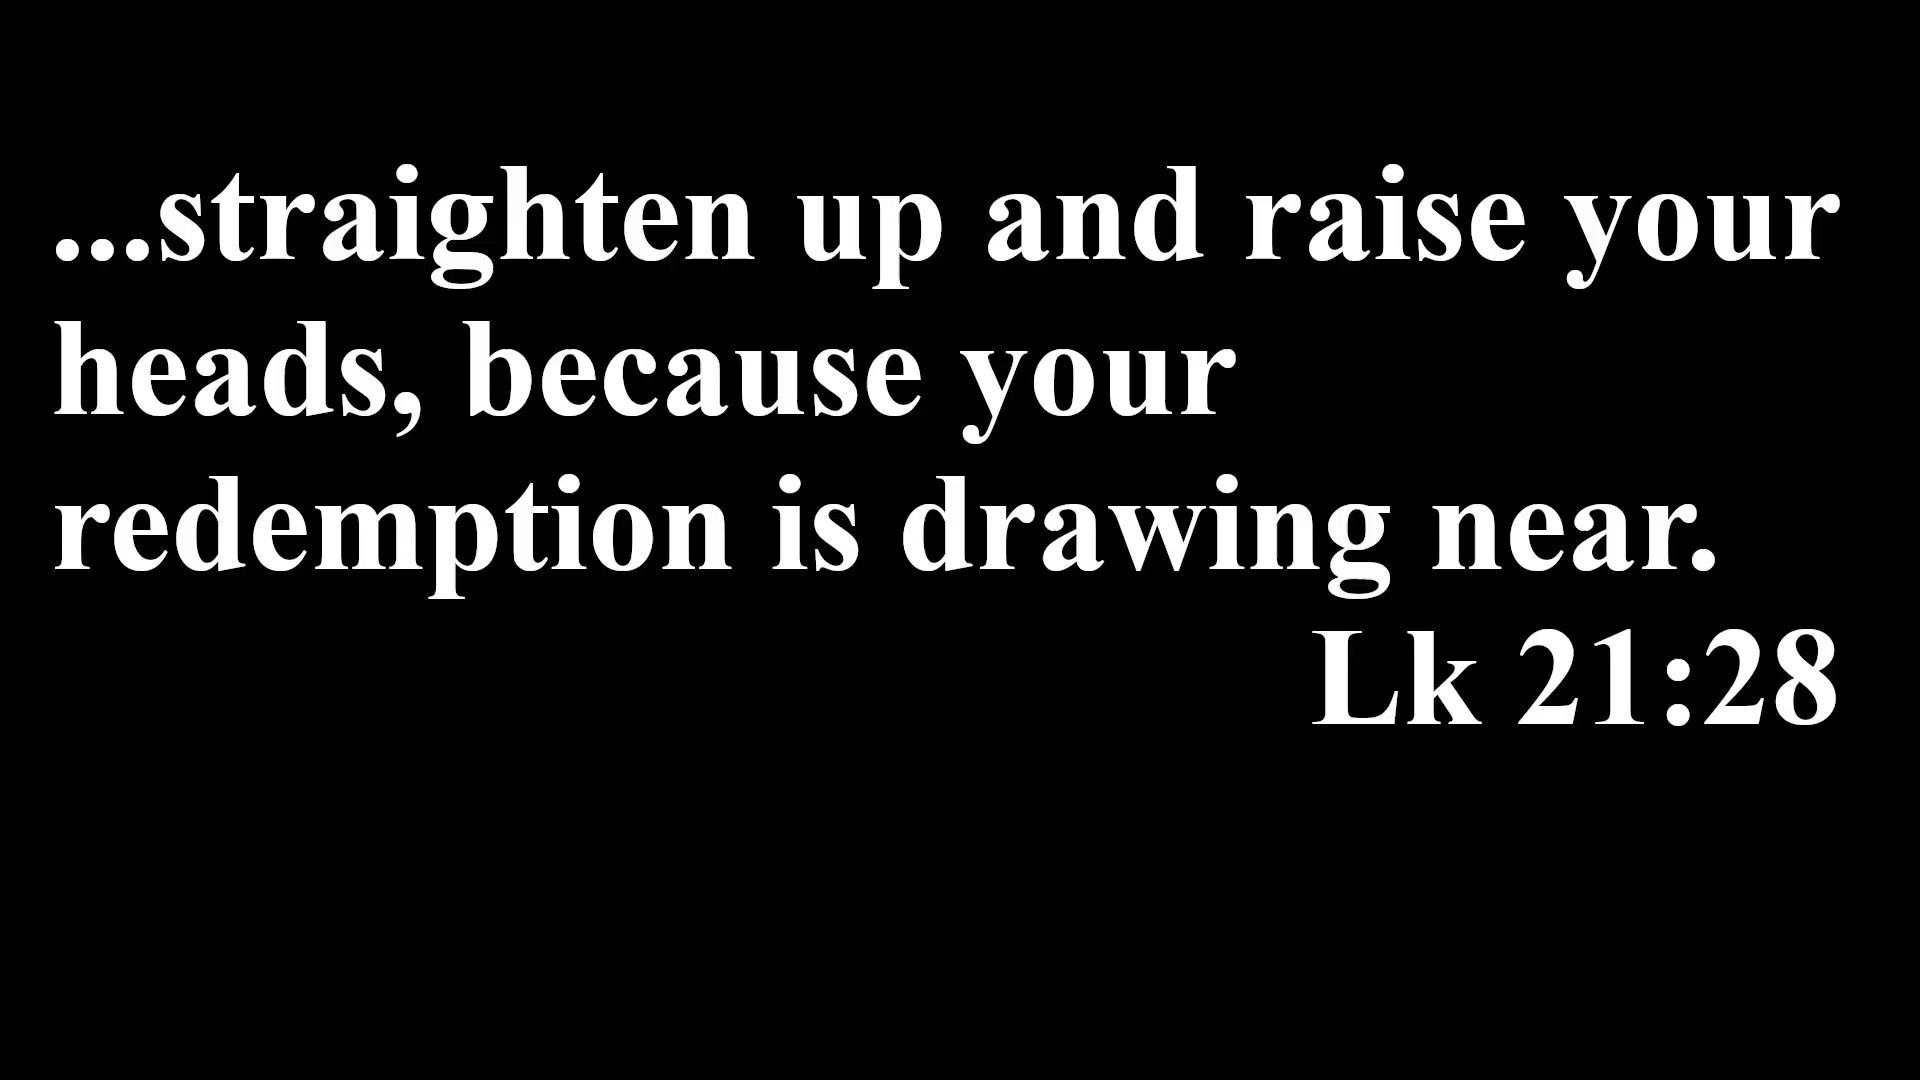 ...straighten up and raise your
heads, because your
redemption is drawing near.
Lk 21:28